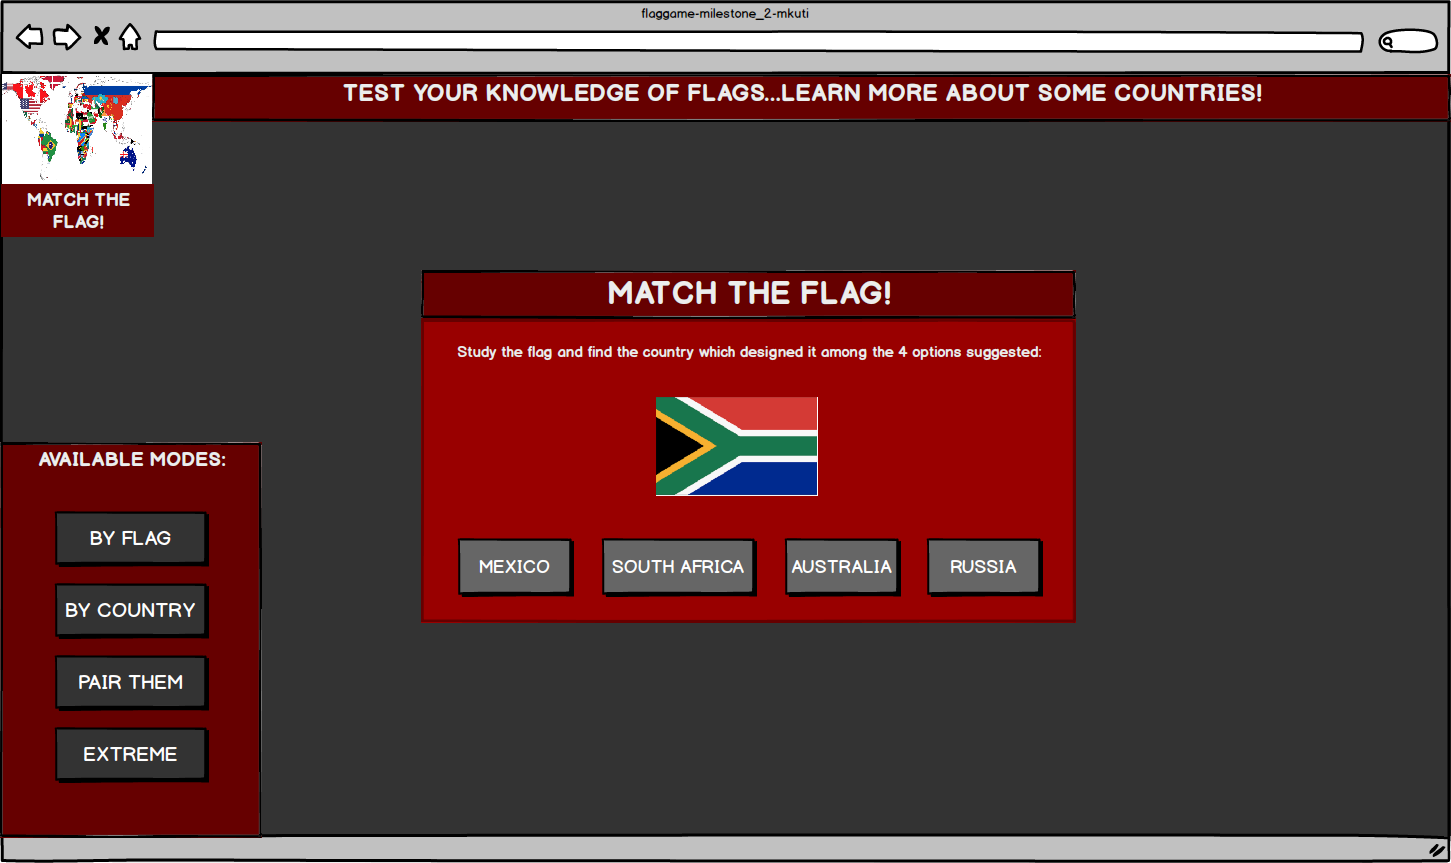 flaggame-milestone_2-mkuti
TEST YOUR KNOWLEDGE OF FLAGS...LEARN MORE ABOUT SOME COUNTRIES!
MATCH THE
FLAG!
MATCH THE FLAG!
Study the flag and find the country which designed it among the 4 options suggested:
MEXICO
SOUTH AFRICA
AUSTRALIA
RUSSIA
AVAILABLE MODES:
BY FLAG
BY COUNTRY
PAIR THEM
EXTREME